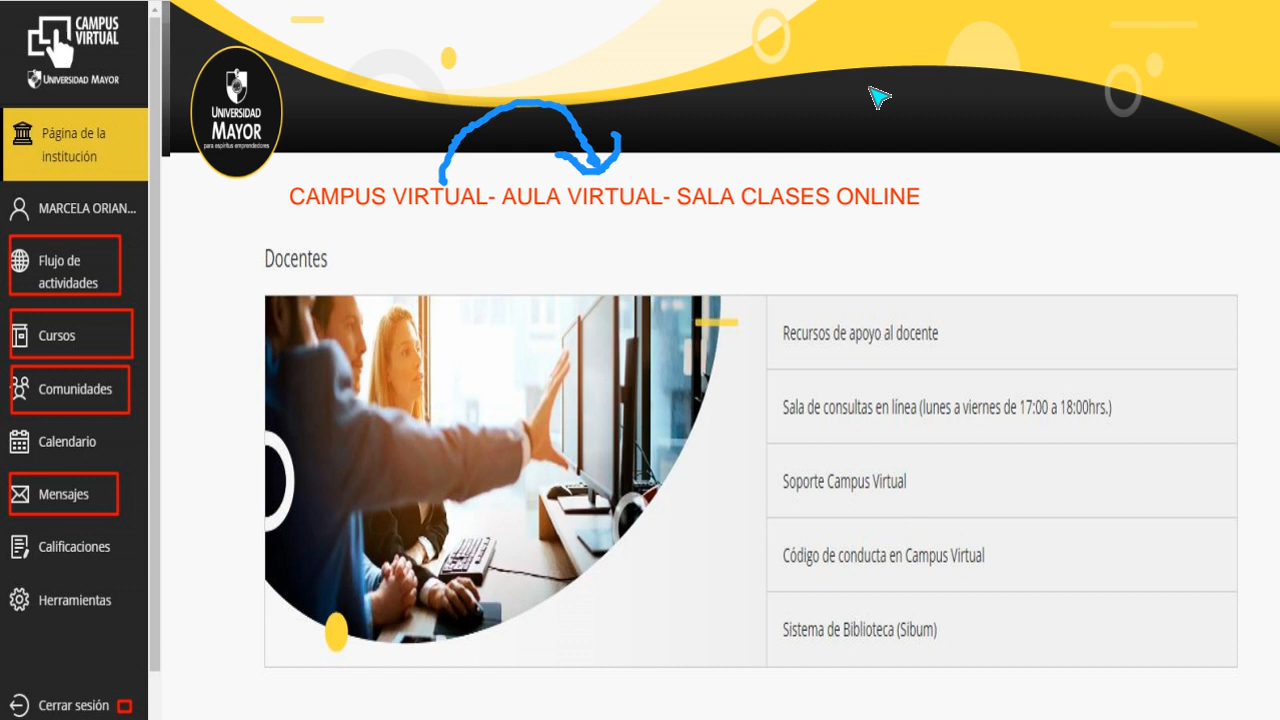 CAMPUS
VIRTUAL
UNIVERSIDAD MAYOR
Página de la
institución
MARCELA ORIAN...
Flujo de
actividades
Cursos
Comunidades
Calendario
Mensajes
Calificaciones
Herramientas
Cerrar sesión
UNIVERSIDAD
MAYOR
para espíritus emprendedores
CAMPUS VIRTUAL- AULA VIRTUAL- SALA CLASES ONLINE
Docentes
Recursos de apoyo al docente
Sala de consultas en línea (lunes a viernes de 17:00 a 18:00hrs.)
Soporte Campus Virtual
Código de conducta en Campus Virtual
Sistema de Biblioteca (Sibum)